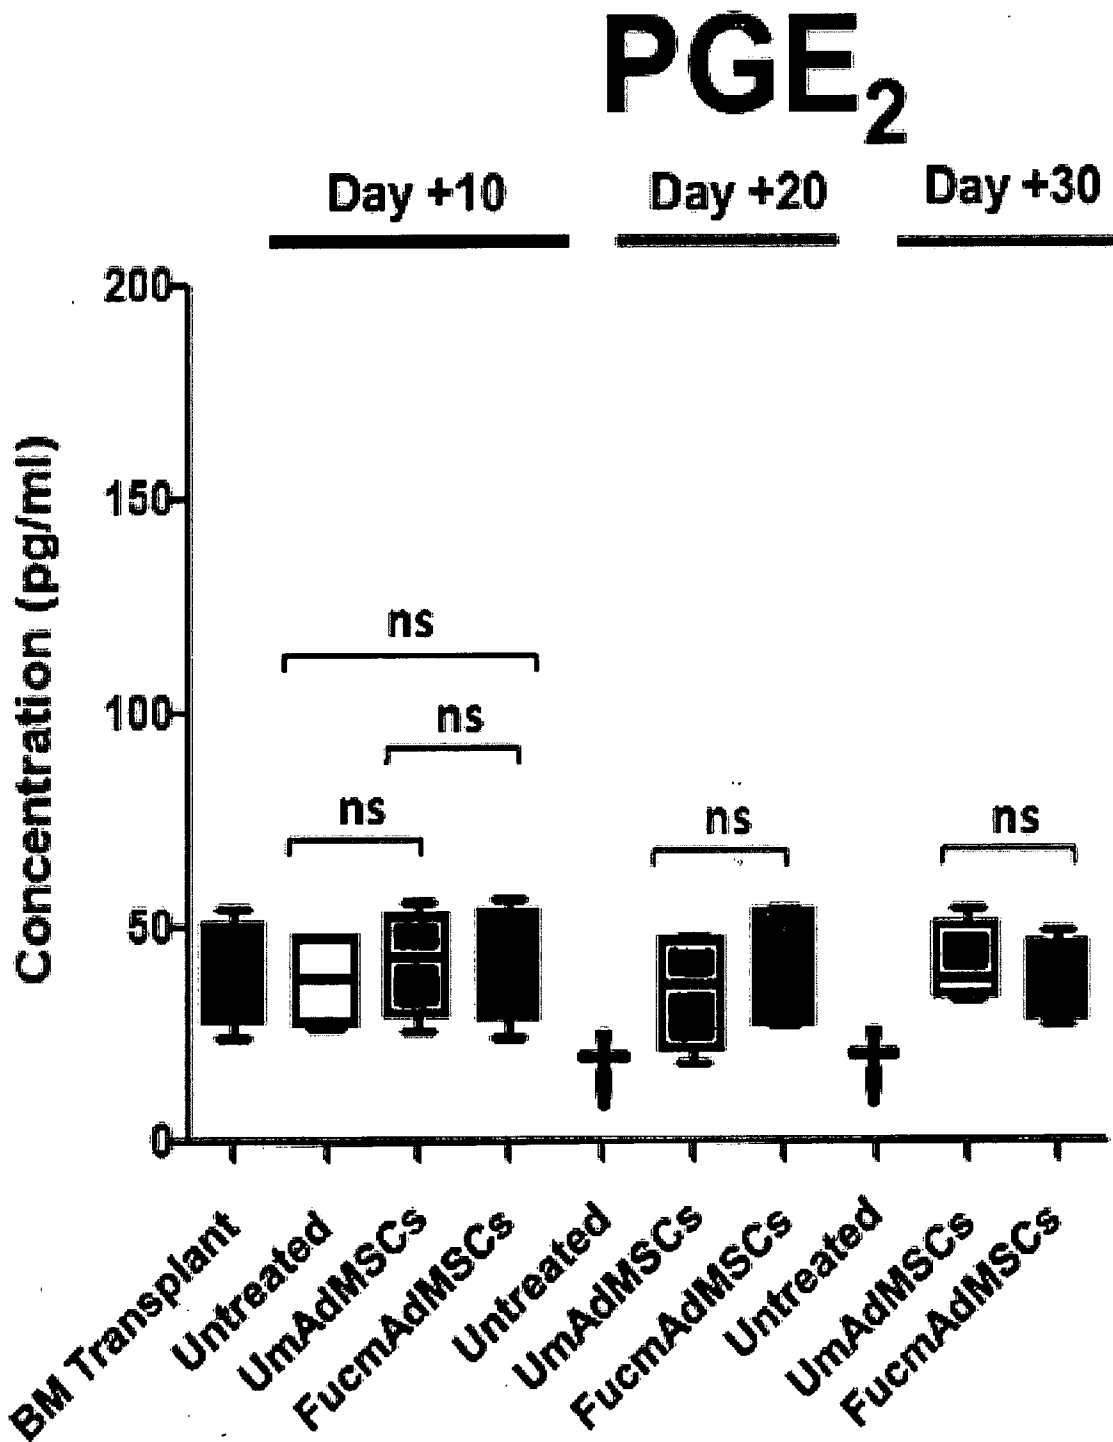 PGE₂
Day +10
Day +20
Day +30
Concentration (pg/ml)
200
150
100
50
0
ns
ns
ns
ns
ns
BM Transplant
Untreated
UmAdMSCs
FucmAdMSCs
Untreated
UmAdMSCs
FucmAdMSCs
Untreated
UmAdMSCs
FucmAdMSCs